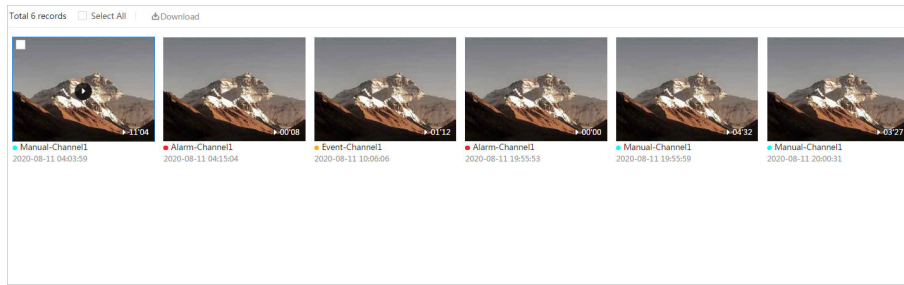 Total 6 records Select All Download
11'04 00'08 01'12 00'00 04'32 03'27
Manual-Channel1 Alarm-Channel1 Event-Channel1 Alarm-Channel1 Manual-Channel1 Manual-Channel1
2020-08-11 04:03:59 2020-08-11 04:15:04 2020-08-11 10:06:06 2020-08-11 19:55:53 2020-08-11 19:55:59 2020-08-11 20:00:31